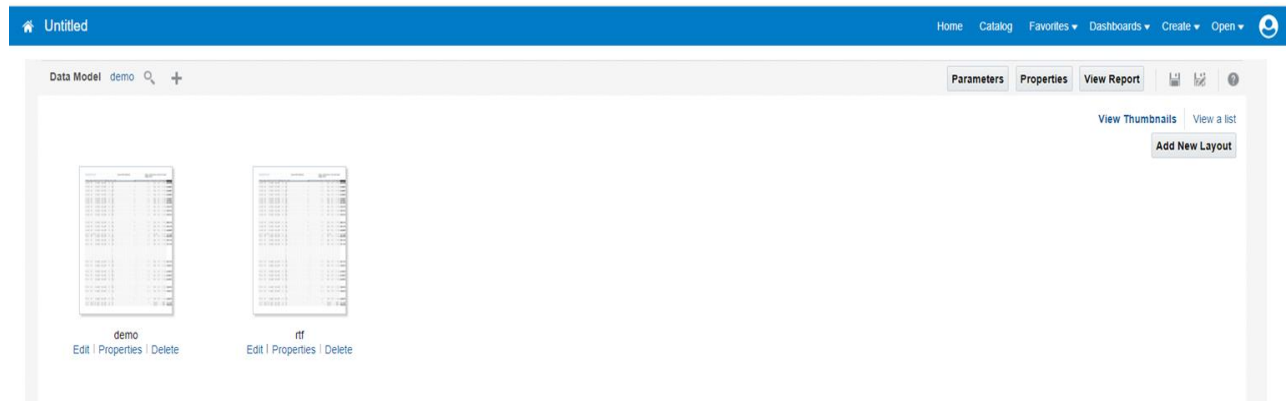 Untitled
Home Catalog Favorites Dashboards Create Open
Data Model demo
Parameters Properties View Report
View Thumbnails View a list
Add New Layout
demo
Edit Properties Delete
rtf
Edit Properties Delete